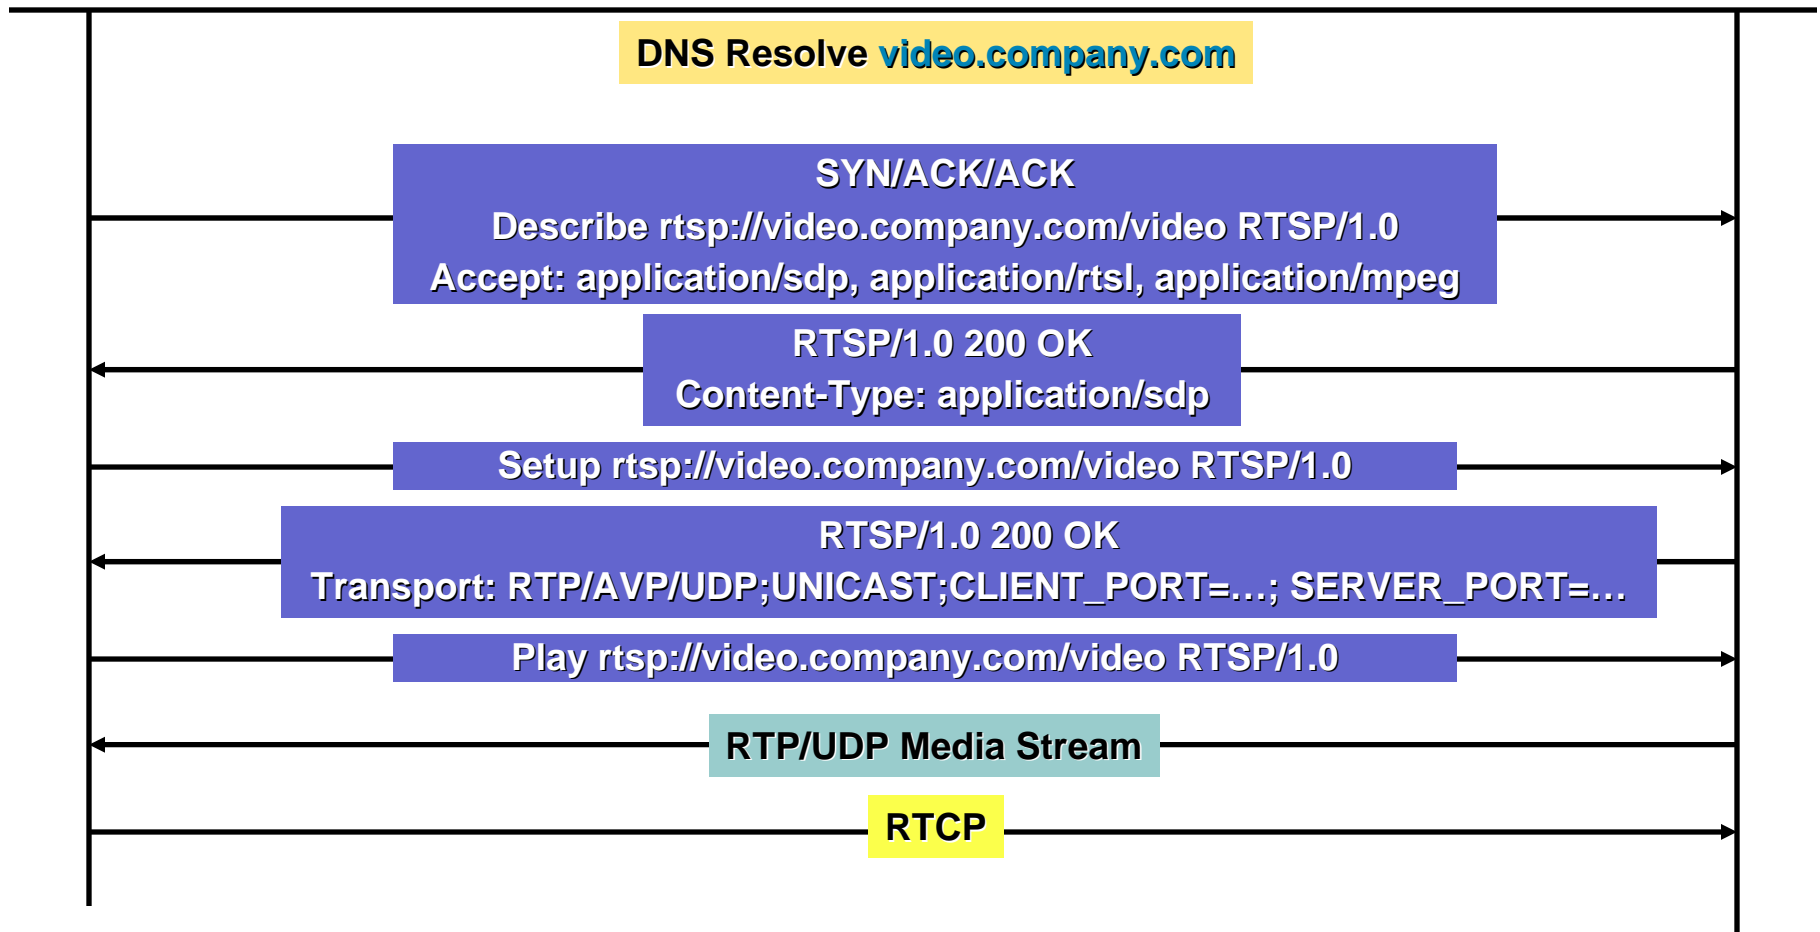 DNS Resolve video.company.com
SYN/ACK/ACK
Describe rtsp://video.company.com/video RTSP/1.0
Accept: application/sdp, application/rtsl, application/mpeg
RTSP/1.0 200 OK
Content-Type: application/sdp
Setup rtsp://video.company.com/video RTSP/1.0
RTSP/1.0 200 OK
Transport: RTP/AVP/UDP;UNICAST;CLIENT_PORT=…; SERVER_PORT=…
Play rtsp://video.company.com/video RTSP/1.0
RTP/UDP Media Stream
RTCP